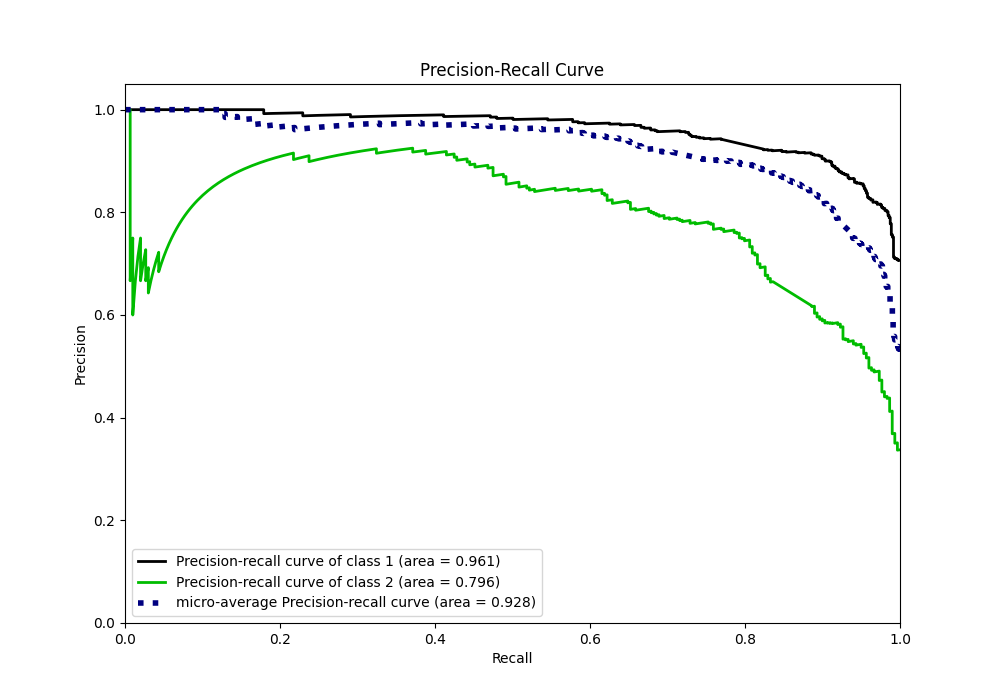 Precision-Recall Curve
1.0
0.8
0.6
0.4
0.2
0.0
Precision
Precision-recall curve of class 1 (area = 0.961)
Precision-recall curve of class 2 (area = 0.796)
micro-average Precision-recall curve (area = 0.928)
0.0 0.2 0.4 0.6 0.8 1.0
Recall